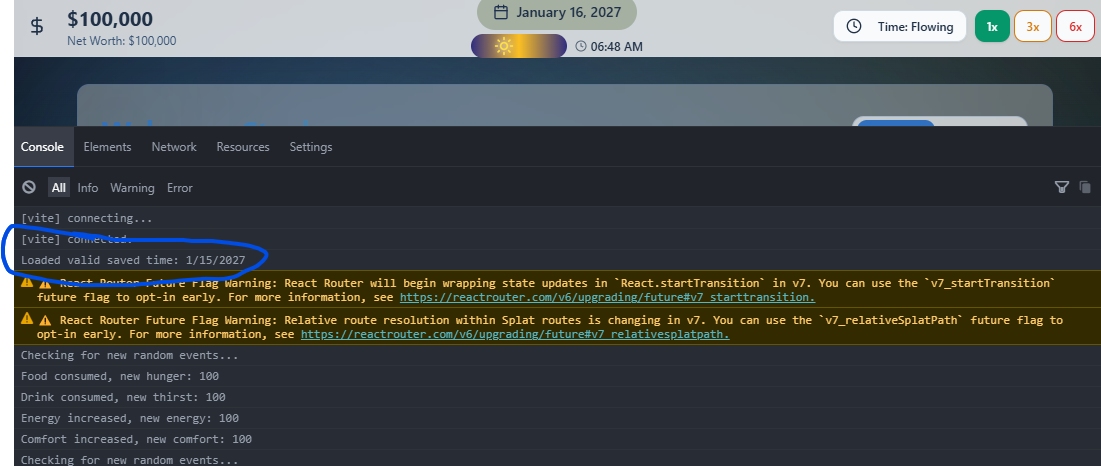 $100,000
Net Worth: $100,000
January 16, 2027
06:48 AM
Time: Flowing
1x
3x
6x
Console Elements Network Resources Settings
All Info Warning Error
[vite] connecting...
[vite] connected.
Loaded valid saved time: 1/15/2027
React Router Future Flag Warning: React Router will begin wrapping state updates in `React.startTransition` in v7. You can use the `v7_startTransition`
future flag to opt-in early. For more information, see https://reactrouter.com/v6/upgrading/future#v7_starttransition.
React Router Future Flag Warning: Relative route resolution within Splat routes is changing in v7. You can use the `v7_relativeSplatPath` future flag to
opt-in early. For more information, see https://reactrouter.com/v6/upgrading/future#v7_relativesplatpath.
Checking for new random events...
Food consumed, new hunger: 100
Drink consumed, new thirst: 100
Energy increased, new energy: 100
Comfort increased, new comfort: 100
Checking for new random events...